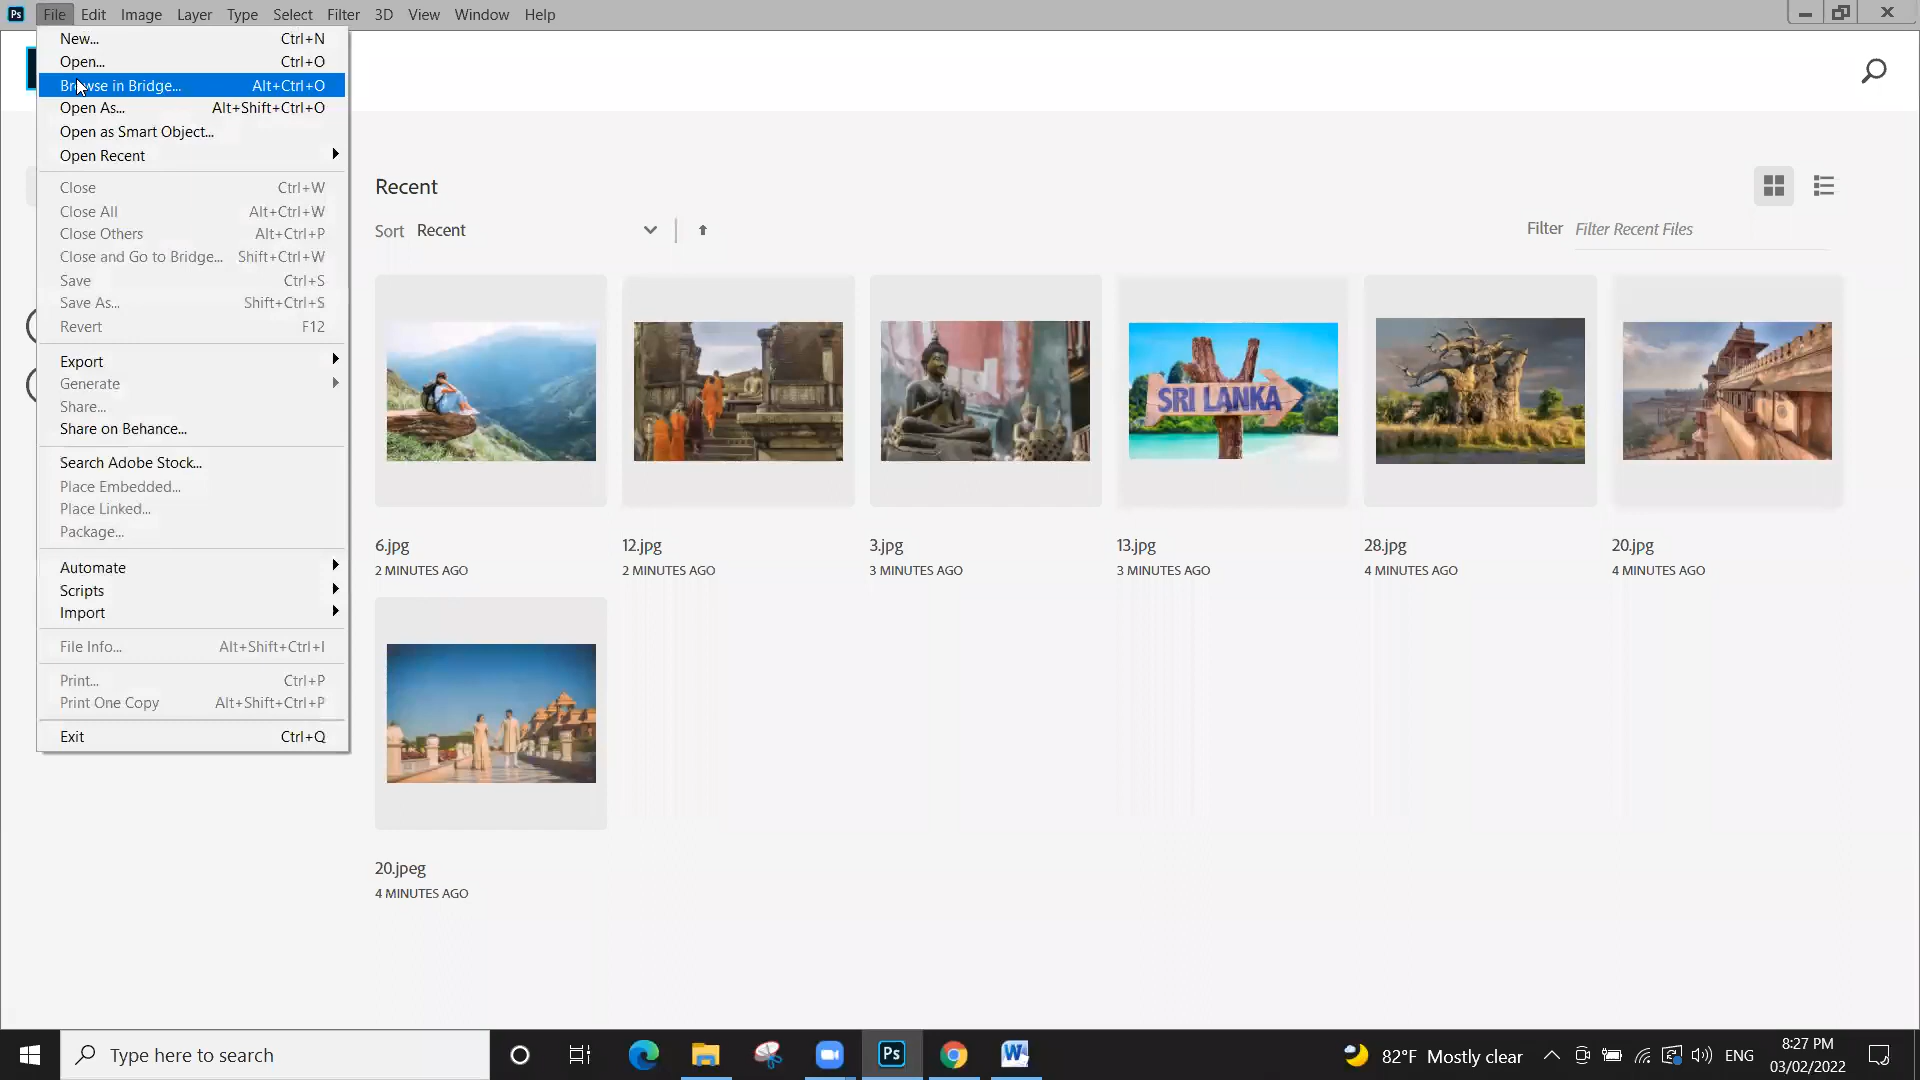 Ps File Edit Image Layer Type Select Filter 3D View Window Help
New... Ctrl+N
Open... Ctrl+O
Browse in Bridge... Alt+Ctrl+O
Open As... Alt+Shift+Ctrl+O
Open as Smart Object...
Open Recent
Close Ctrl+W
Close All Alt+Ctrl+W
Close Others Alt+Ctrl+P
Close and Go to Bridge... Shift+Ctrl+W
Save Ctrl+S
Save As... Shift+Ctrl+S
Revert F12
Export
Generate
Share...
Share on Behance...
Search Adobe Stock...
Place Embedded...
Place Linked...
Package...
Automate
Scripts
Import
File Info... Alt+Shift+Ctrl+I
Print... Ctrl+P
Print One Copy Alt+Shift+Ctrl+P
Exit Ctrl+Q
Recent
Sort Recent
Filter Filter Recent Files
SRI LANKA
6.jpg 12.jpg 3.jpg 13.jpg 28.jpg 20.jpg
2 MINUTES AGO 2 MINUTES AGO 3 MINUTES AGO 3 MINUTES AGO 4 MINUTES AGO 4 MINUTES AGO
20.jpeg
4 MINUTES AGO
Type here to search
Ps
W
82°F Mostly clear
ENG
8:27 PM
03/02/2022